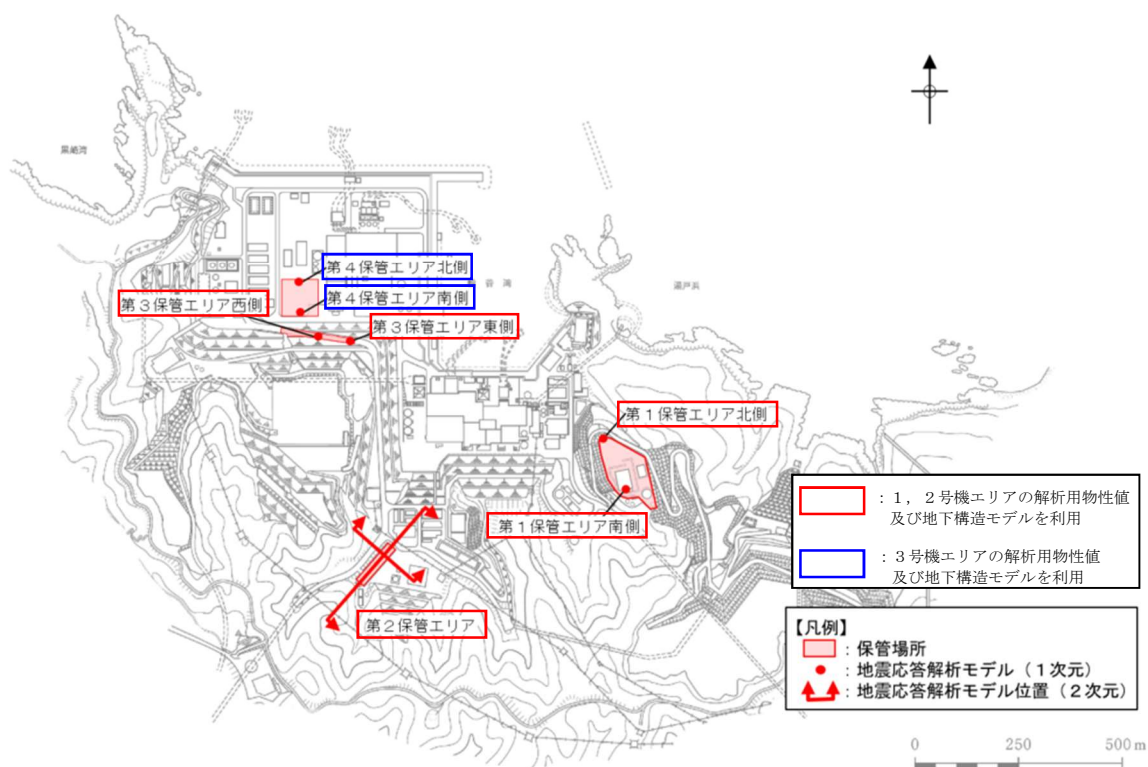 第４保管エリア北側
第４保管エリア南側
第３保管エリア西側
第３保管エリア東側
第１保管エリア北側
第１保管エリア南側
第２保管エリア
：１，２号機エリアの解析用物性値
及び地下構造モデルを利用
：３号機エリアの解析用物性値
及び地下構造モデルを利用
【凡例】
：保管場所
：地震応答解析モデル（１次元）
：地震応答解析モデル位置（２次元）
0 250 500 m